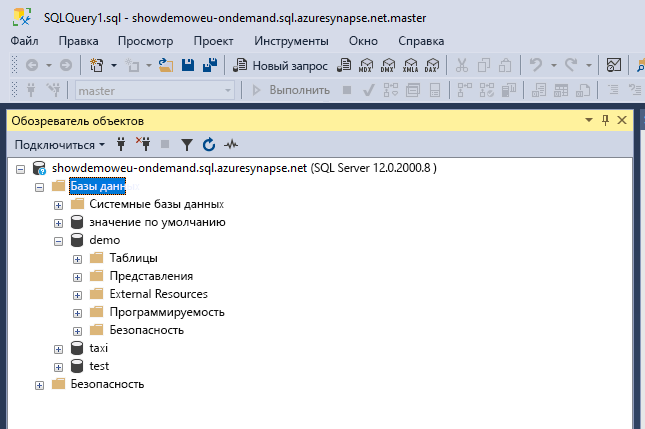 SQLQuery1.sql - showdemoweu-ondemand.sql.azuresynapse.net.master
Файл Правка Просмотр Проект Инструменты Окно Справка
Новый запрос MDX DMX XMLA DAX
master Выполнить
Обозреватель объектов
Подключиться
showdemoweu-ondemand.sql.azuresynapse.net (SQL Server 12.0.2000.8 )
Базы данных
Системные базы данных
значение по умолчанию
demo
Таблицы
Представления
External Resources
Программируемость
Безопасность
taxi
test
Безопасность